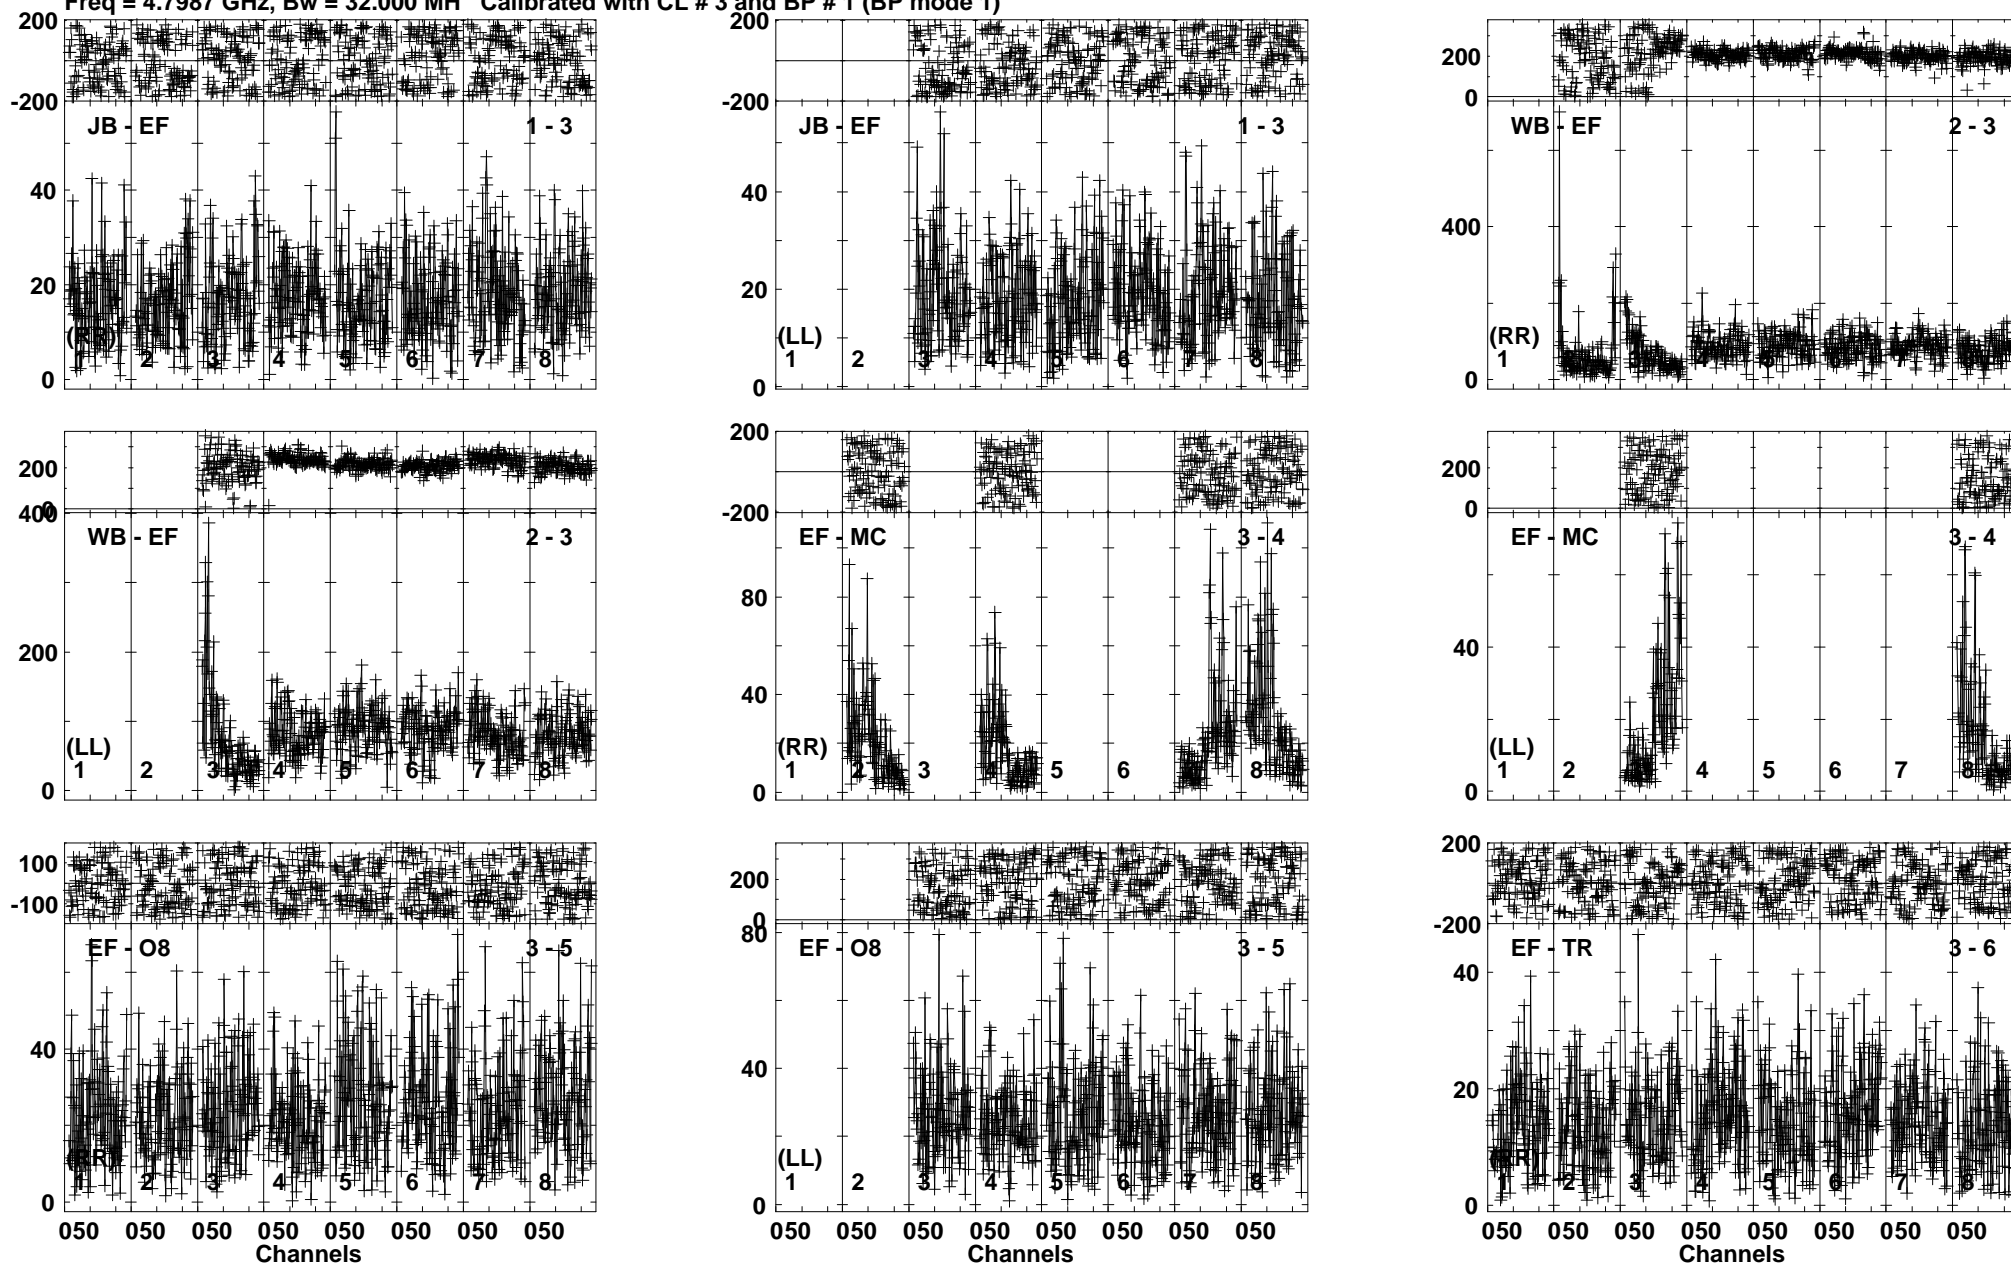 Freq = 4.7987 GHz, Bw = 32.000 MH Calibrated with CL # 3 and BP # 1 (BP mode 1)
200 200
-200 -200 200 0
JB - EF 1 - 3 JB - EF 1 - 3 WB - EF 2 - 3
40 40 400
20 20
(RR) (LL) (RR)
1 2 3 4 5 6 7 8 1 2 3 4 5 6 7 8 1 3 4 5 6 7 8
0 0 0
200 0 200 -200 200 0
400
WB - EF 2 - 3 EF - MC 3 - 4 EF - MC 3 - 4
200 80 40 40
(LL) (RR) (LL)
1 2 3 4 5 6 7 8 1 2 3 4 5 6 8 1 2 4 5 6 7 8
0 0 0
100 -100 200 0 200 -200
80
EF - O8 3 - 5 EF - O8 3 - 5 EF - TR 3 - 6
40 40 40 20
(RR) (LL) (RR)
1 2 3 4 5 6 7 8 1 2 3 4 5 6 7 8 1 2 3 4 5 6 7 8
0 0 0
050 050 050 050 050 050 050 050 050 050 050 050 050 050 050 050 050 050 050 050 050 050 050 050
Channels Channels Channels